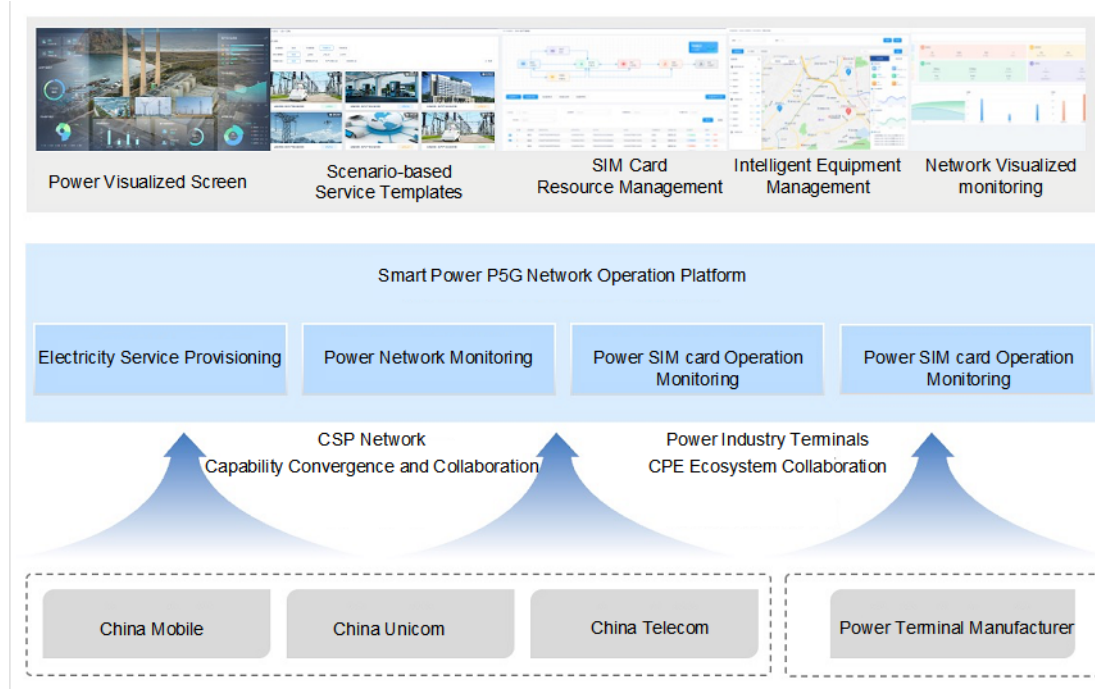 Power Visualized Screen
Scenario-based
Service Templates
SIM Card
Resource Management
Intelligent Equipment
Management
Network Visualized
monitoring
Smart Power P5G Network Operation Platform
Electricity Service Provisioning
Power Network Monitoring
Power SIM card Operation
Monitoring
Power SIM card Operation
Monitoring
CSP Network
Capability Convergence and Collaboration
Power Industry Terminals
CPE Ecosystem Collaboration
China Mobile
China Unicom
China Telecom
Power Terminal Manufacturer